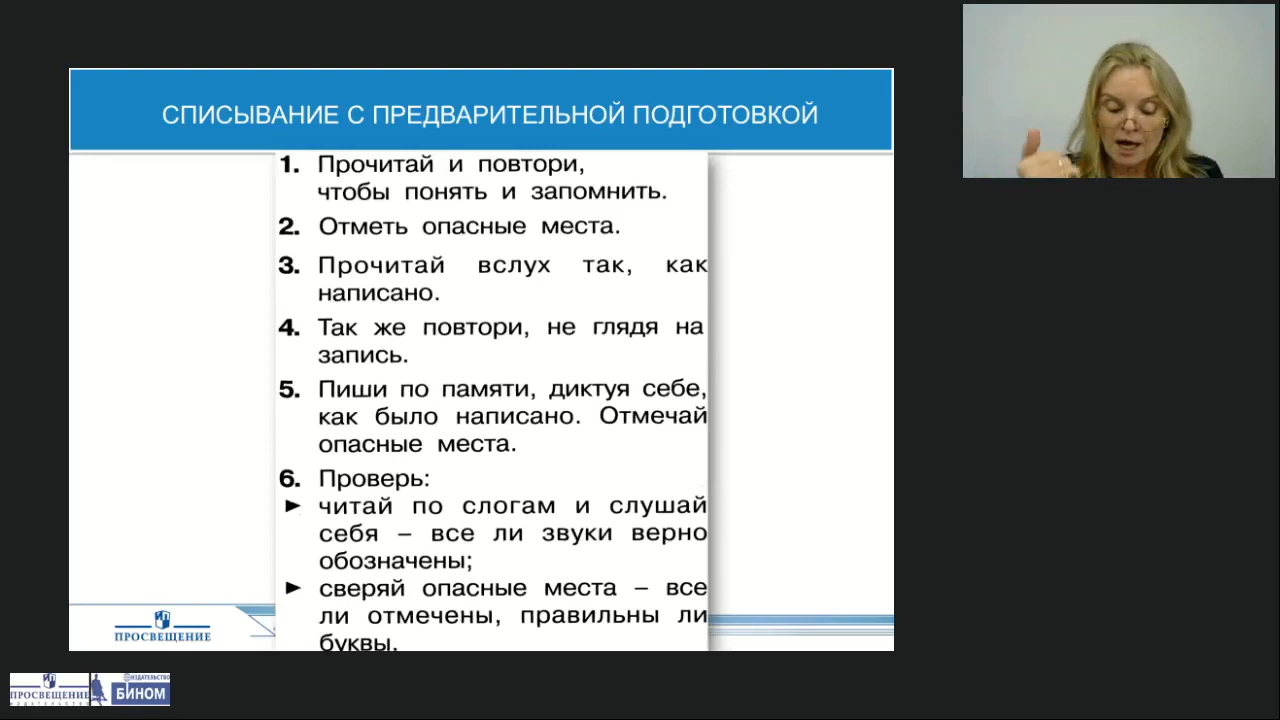 СПИСЫВАНИЕ С ПРЕДВАРИТЕЛЬНОЙ ПОДГОТОВКОЙ
1. Прочитай и повтори,
чтобы понять и запомнить.
2. Отметь опасные места.
3. Прочитай вслух так, как
написано.
4. Так же повтори, не глядя на
запись.
5. Пиши по памяти, диктуя себе,
как было написано. Отмечай
опасные места.
6. Проверь:
► читай по слогам и слушай
себя – все ли звуки верно
обозначены;
► сверяй опасные места – все
ли отмечены, правильны ли
буквы.
ПРОСВЕЩЕНИЕ
ПРОСВЕЩЕНИЕ
ИЗДАТЕЛЬСТВО
ИЗДАТЕЛЬСТВО
БИНОМ